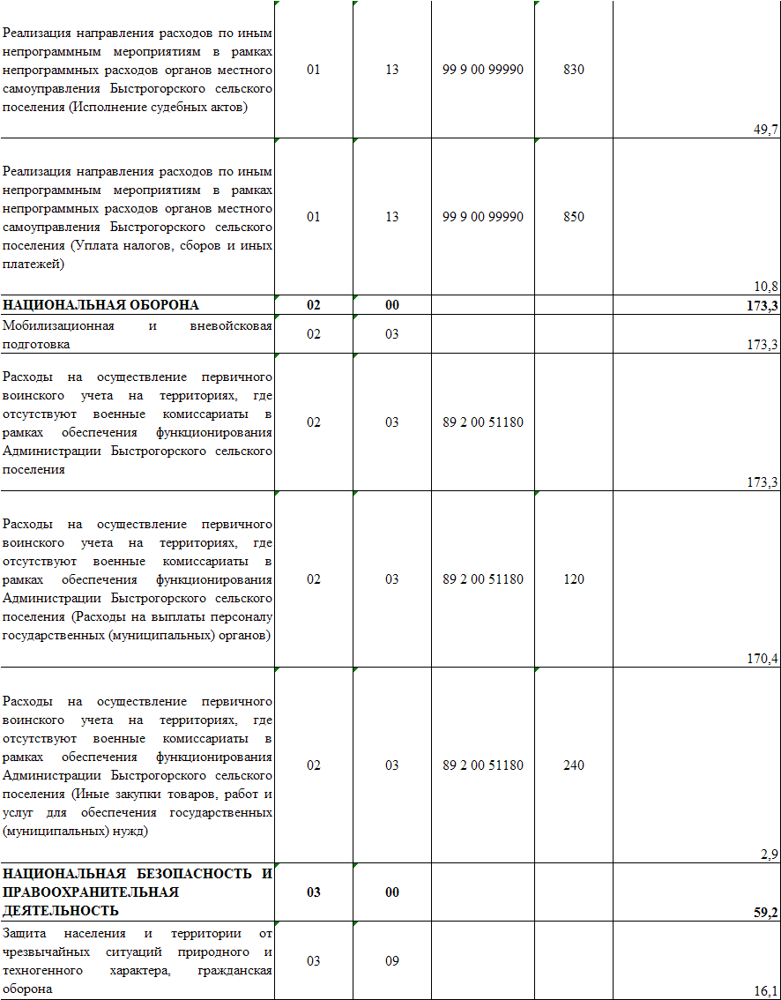 Реализация направления расходов по иным
непрограммным мероприятиям в рамках
непрограммных расходов органов местного
самоуправления Быстрогорского сельского
поселения (Исполнение судебных актов)
01 13 99 9 00 99990 830
49,7
Реализация направления расходов по иным
непрограммным мероприятиям в рамках
непрограммных расходов органов местного
самоуправления Быстрогорского сельского
поселения (Уплата налогов, сборов и иных
платежей)
01 13 99 9 00 99990 850
10,8
НАЦИОНАЛЬНАЯ ОБОРОНА 02 00 173,3
Мобилизационная и вневойсковая
подготовка
02 03
173,3
Расходы на осуществление первичного
воинского учета на территориях, где
отсутствуют военные комиссариаты в
рамках обеспечения функционирования
Администрации Быстрогорского сельского
поселения
02 03 89 2 00 51180
173,3
Расходы на осуществление первичного
воинского учета на территориях, где
отсутствуют военные комиссариаты в
рамках обеспечения функционирования
Администрации Быстрогорского сельского
поселения (Расходы на выплаты персоналу
государственных (муниципальных) органов)
02 03 89 2 00 51180 120
170,4
Расходы на осуществление первичного
воинского учета на территориях, где
отсутствуют военные комиссариаты в
рамках обеспечения функционирования
Администрации Быстрогорского сельского
поселения (Иные закупки товаров, работ и
услуг для обеспечения государственных
(муниципальных) нужд)
02 03 89 2 00 51180 240
2,9
НАЦИОНАЛЬНАЯ БЕЗОПАСНОСТЬ И
ПРАВООХРАНИТЕЛЬНАЯ
ДЕЯТЕЛЬНОСТЬ
03 00
59,2
Защита населения и территории от
чрезвычайных ситуаций природного и
техногенного характера, гражданская
оборона
03 09
16,1